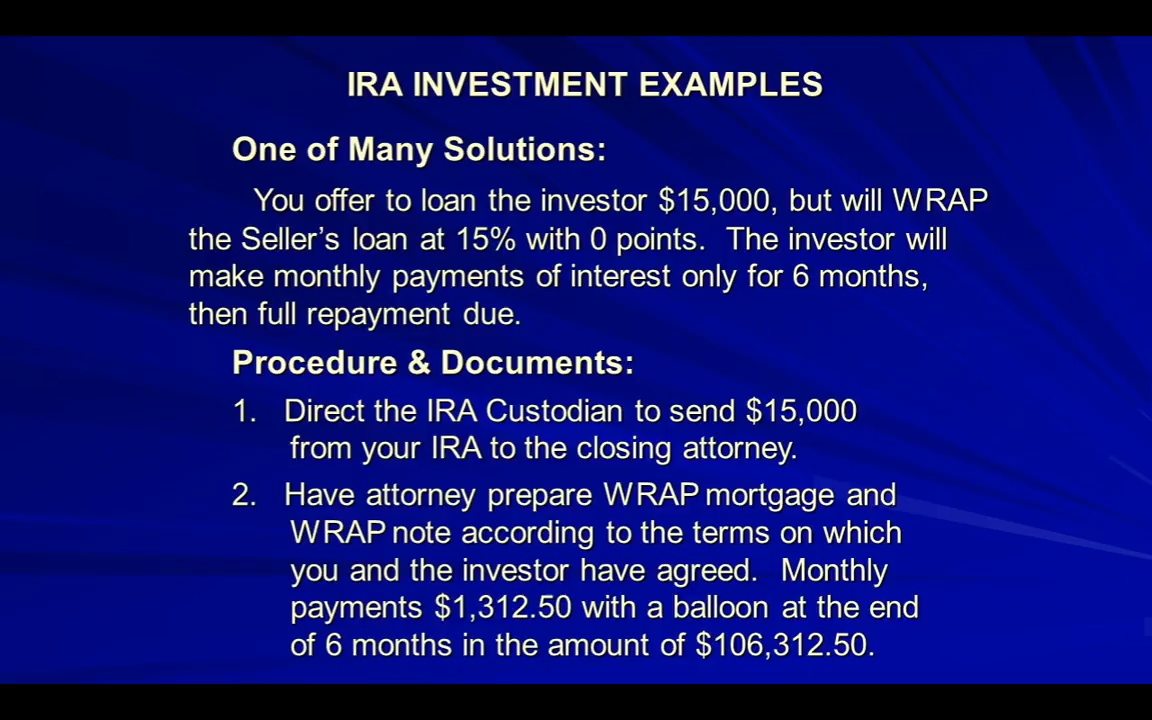 IRA INVESTMENT EXAMPLES
One of Many Solutions:
You offer to loan the investor $15,000, but will WRAP
the Seller's loan at 15% with 0 points.  The investor will
make monthly payments of interest only for 6 months,
then full repayment due.
Procedure & Documents:
1.   Direct the IRA Custodian to send $15,000
from your IRA to the closing attorney.
2.   Have attorney prepare WRAP mortgage and
WRAP note according to the terms on which
you and the investor have agreed.  Monthly
payments $1,312.50 with a balloon at the end
of 6 months in the amount of $106,312.50.